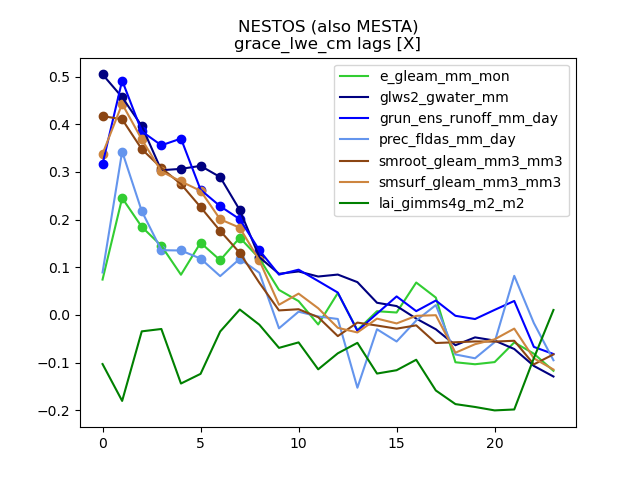 NESTOS (also MESTA)
grace_lwe_cm lags [X]
e_gleam_mm_mon
glws2_gwater_mm
grun_ens_runoff_mm_day
prec_fldas_mm_day
smroot_gleam_mm3_mm3
smsurf_gleam_mm3_mm3
lai_gimms4g_m2_m2
0.5
0.4
0.3
0.2
0.1
0.0
−0.1
−0.2
0 5 10 15 20